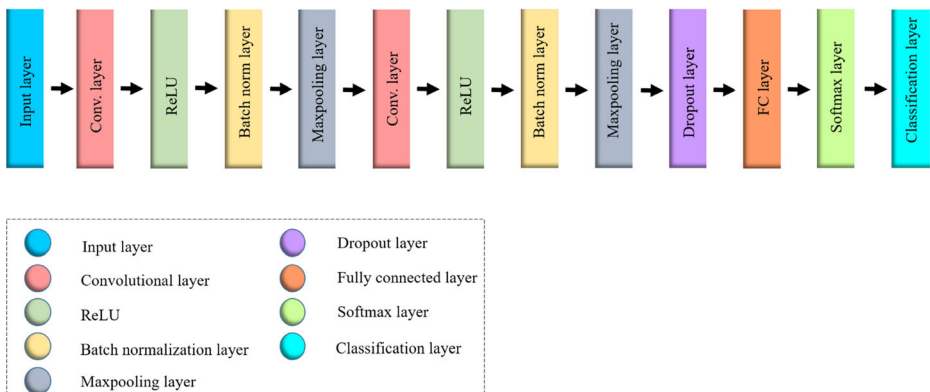 Input layer
Conv. layer
ReLU
Batch norm layer
Maxpooling layer
Conv. layer
ReLU
Batch norm layer
Maxpooling layer
Dropout layer
FC layer
Softmax layer
Classification layer
Input layer
Convolutional layer
ReLU
Batch normalization layer
Maxpooling layer
Dropout layer
Fully connected layer
Softmax layer
Classification layer